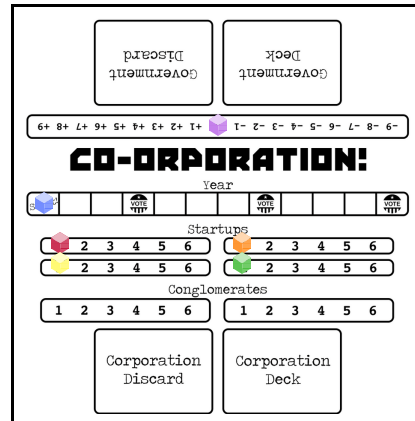 Government
Discard
Government
Deck
-9 -8 -7 -6 -5 -4 -3 -2 -1 +1 +2 +3 +4 +5 +6 +7 +8 +9
CO-ORPORATION!
Year
VOTE VOTE VOTE
Startups
2 3 4 5 6
2 3 4 5 6
2 3 4 5 6
2 3 4 5 6
Conglomerates
1 2 3 4 5 6
1 2 3 4 5 6
Corporation
Discard
Corporation
Deck